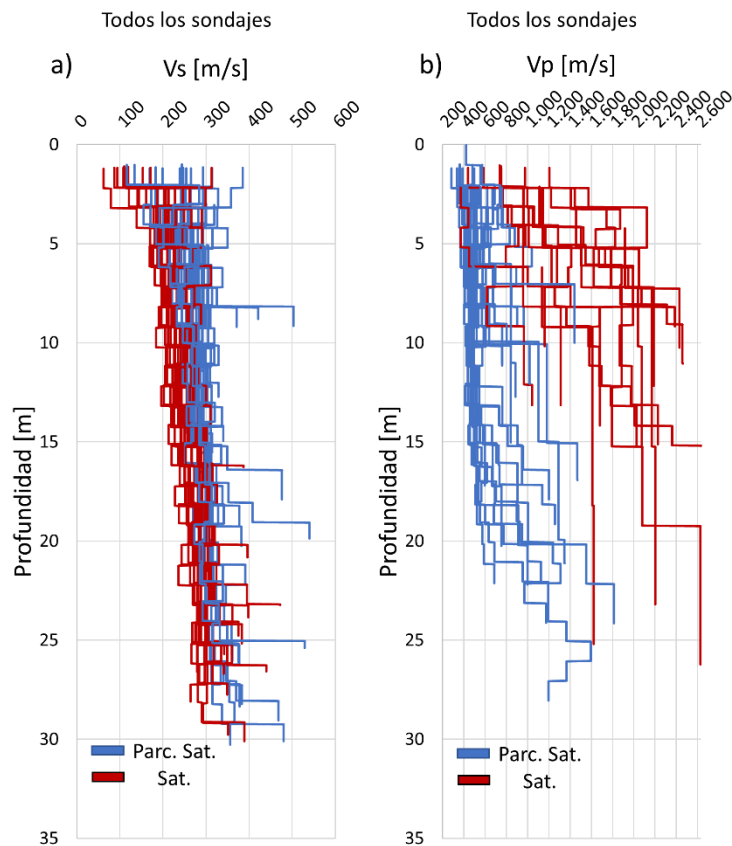 Todos los sondajes
a)
Vs [m/s]
0 100 200 300 400 500 600
0
5
10
15
20
25
30
35
Profundidad [m]
Parc. Sat.
Sat.
Todos los sondajes
b)
Vp [m/s]
200 400 600 800 1.000 1.200 1.400 1.600 1.800 2.000 2.200 2.400 2.600
0
5
10
15
20
25
30
35
Profundidad [m]
Parc. Sat.
Sat.